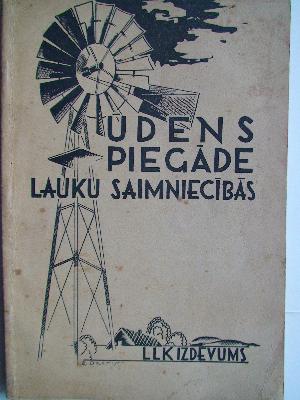 ŪDENS
PIEGĀDE
LAUKU SAIMNIECĪBĀS
L.L.K IZDEVUMS